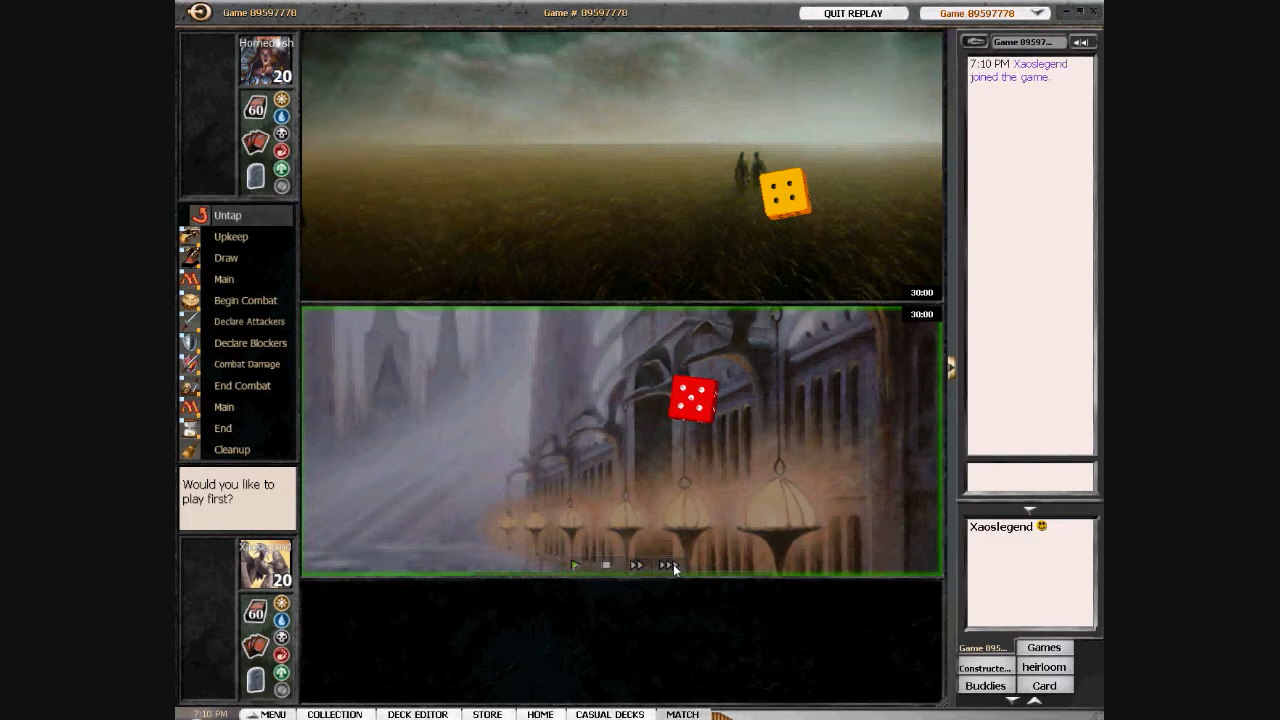 Game 89597778
Game # 89597778
QUIT REPLAY
Game 89597778
20
60
Untap
Upkeep
Draw
Main
Begin Combat
Declare Attackers
Declare Blockers
Combat Damage
End Combat
Main
End
Cleanup
Would you like to
play first?
20
60
30:00
30:00
Game 89597...
7:10 PM Xaoslegend
joined the game.
Xaoslegend
Game 895...
Games
Constructe...
heirloom
Buddies
Card
7:10 PM
MENU
COLLECTION
DECK EDITOR
STORE
HOME
CASUAL DECKS
MATCH